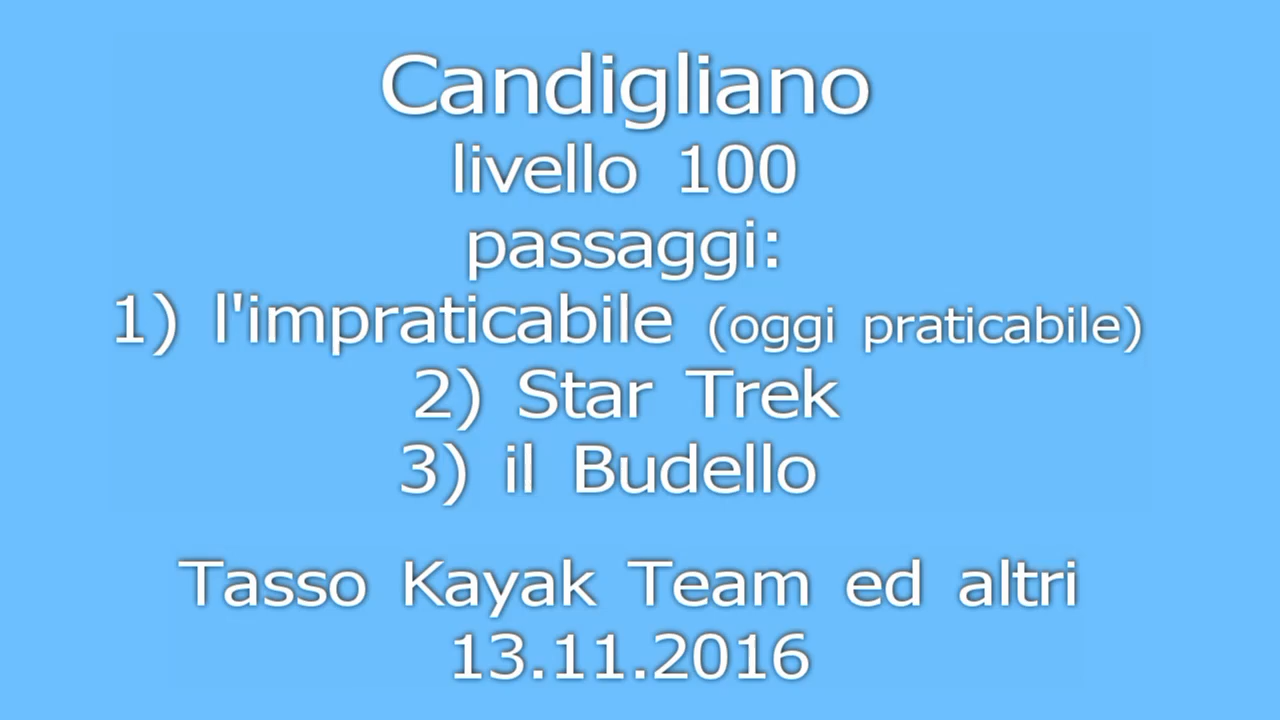 Candigliano
livello 100
passaggi:
1) l'impraticabile (oggi praticabile)
2) Star Trek
3) il Budello
Tasso Kayak Team ed altri
13.11.2016